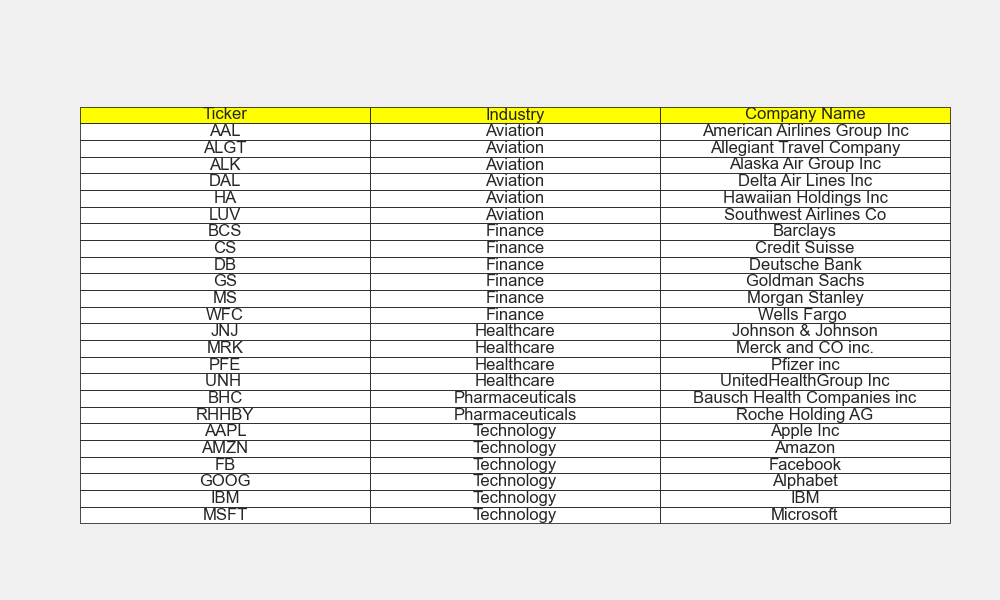 Ticker Industry Company Name
AAL Aviation American Airlines Group Inc
ALGT Aviation Allegiant Travel Company
ALK Aviation Alaska Air Group Inc
DAL Aviation Delta Air Lines Inc
HA Aviation Hawaiian Holdings Inc
LUV Aviation Southwest Airlines Co
BCS Finance Barclays
CS Finance Credit Suisse
DB Finance Deutsche Bank
GS Finance Goldman Sachs
MS Finance Morgan Stanley
WFC Finance Wells Fargo
JNJ Healthcare Johnson & Johnson
MRK Healthcare Merck and CO inc.
PFE Healthcare Pfizer inc
UNH Healthcare UnitedHealthGroup Inc
BHC Pharmaceuticals Bausch Health Companies inc
RHHBY Pharmaceuticals Roche Holding AG
AAPL Technology Apple Inc
AMZN Technology Amazon
FB Technology Facebook
GOOG Technology Alphabet
IBM Technology IBM
MSFT Technology Microsoft